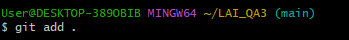 User@DESKTOP-389OBIB MINGW64 ~/LAI_QA3 (main)
$ git add .